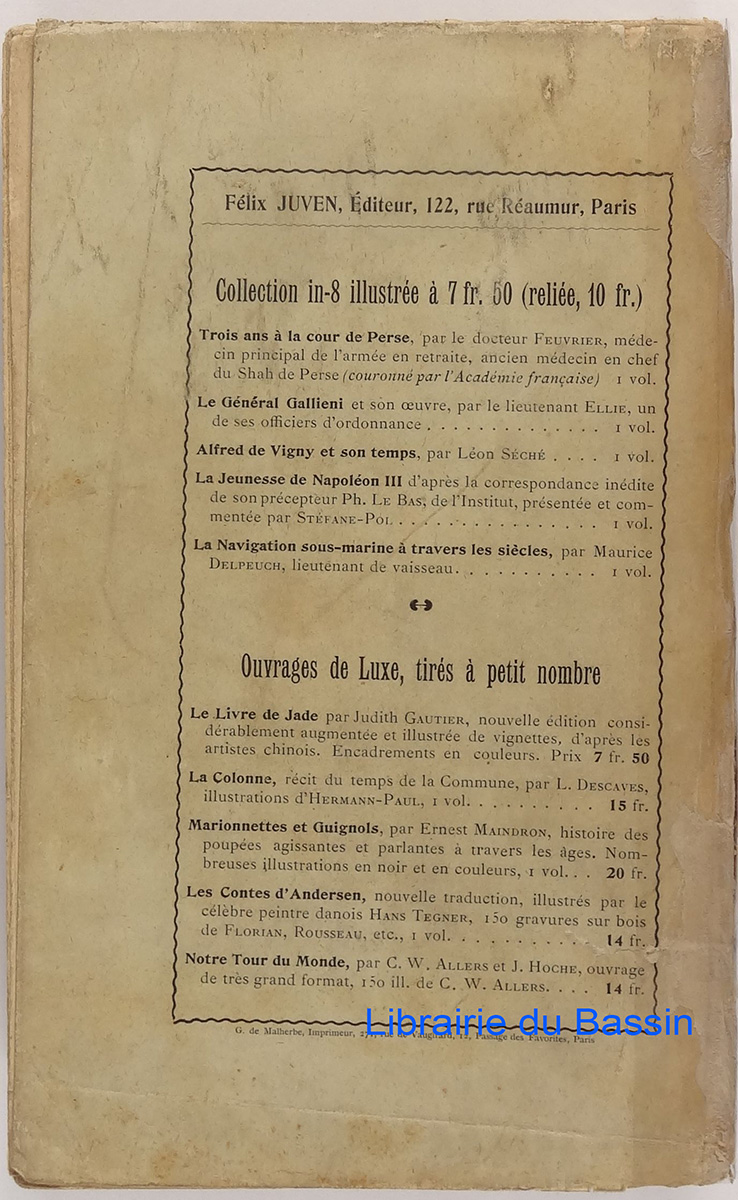 Félix JUVEN, Éditeur, 122, rue Réaumur, Paris
Collection in-8 illustrée à 7 fr. 50 (reliée, 10 fr.)
Trois ans à la cour de Perse, par le docteur FEUVRIER, méde-
cin principal de l'armée en retraite, ancien médecin en chef
du Shah de Perse (couronné par l'Académie française) 1 vol.
Le Général Gallieni et son œuvre, par le lieutenant ELLIE, un
de ses officiers d'ordonnance . . . . . . . . . . . . . . 1 vol.
Alfred de Vigny et son temps, par Léon SÉCHÉ . . . . 1 vol.
La Jeunesse de Napoléon III d'après la correspondance inédite
de son précepteur Ph. LE BAS, de l'Institut, présentée et com-
mentée par STÉFANE-POL . . . . . . . . . . . . . . . . 1 vol.
La Navigation sous-marine à travers les siècles, par Maurice
DELPEUCH, lieutenant de vaisseau. . . . . . . . . . . 1 vol.
Ouvrages de Luxe, tirés à petit nombre
Le Livre de Jade par Judith GAUTIER, nouvelle édition consi-
dérablement augmentée et illustrée de vignettes, d'après les
artistes chinois. Encadrements en couleurs. Prix 7 fr. 50
La Colonne, récit du temps de la Commune, par L. DESCAVES,
illustrations d'HERMANN-PAUL, 1 vol. . . . . . . . . . 15 fr.
Marionnettes et Guignols, par Ernest MAINDRON, histoire des
poupées agissantes et parlantes à travers les âges. Nom-
breuses illustrations en noir et en couleurs, 1 vol. . . 20 fr.
Les Contes d'Andersen, nouvelle traduction, illustrés par le
célèbre peintre danois HANS TEGNER, 150 gravures sur bois
de FLORIAN, ROUSSEAU, etc., 1 vol. . . . . . . . . . . 14 fr.
Notre Tour du Monde, par C. W. ALLERS et J. HOCHE, ouvrage
de très grand format, 150 ill. de C. W. ALLERS. . . . 14 fr.
G. de Malherbe, Imprimeur, rue de Vaugirard, 12, Passage des Favorites, Paris
Librairie du Bassin